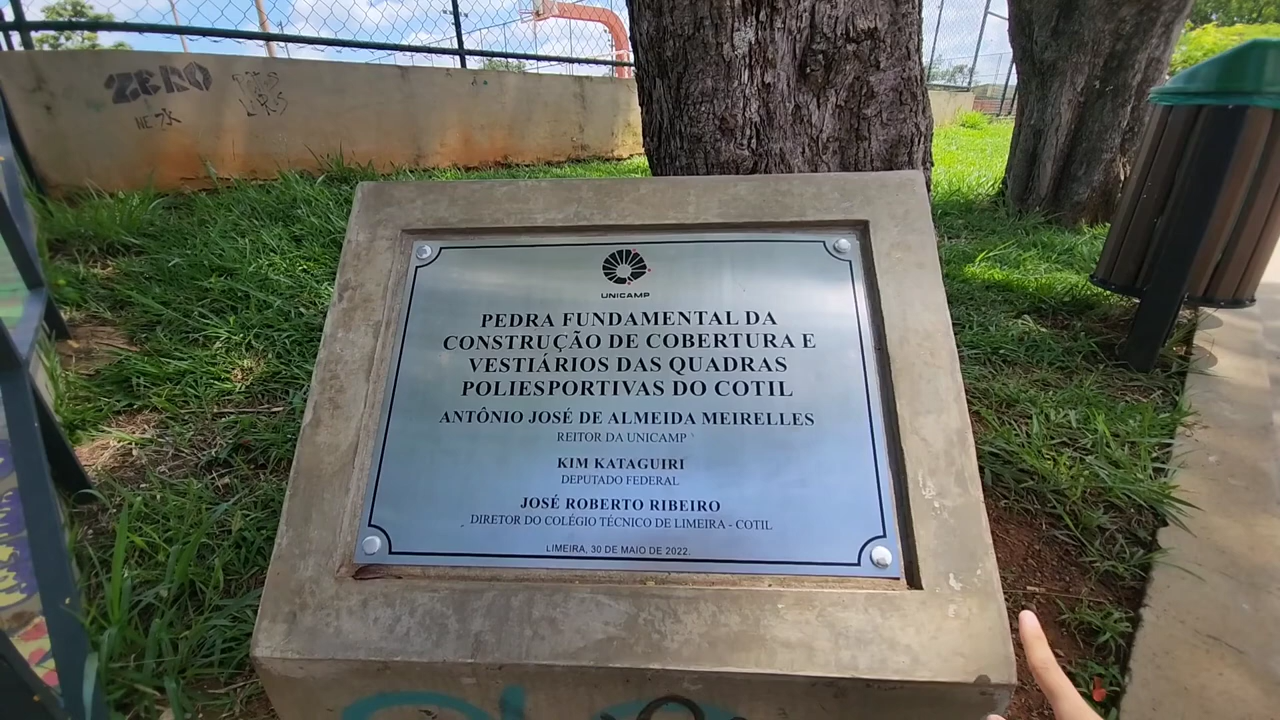 ZERO
NE ZK
UNICAMP
PEDRA FUNDAMENTAL DA
CONSTRUÇÃO DE COBERTURA E
VESTIÁRIOS DAS QUADRAS
POLIESPORTIVAS DO COTIL
ANTÔNIO JOSÉ DE ALMEIDA MEIRELLES
REITOR DA UNICAMP
KIM KATAGUIRI
DEPUTADO FEDERAL
JOSÉ ROBERTO RIBEIRO
DIRETOR DO COLÉGIO TÉCNICO DE LIMEIRA - COTIL
LIMEIRA, 30 DE MAIO DE 2022.